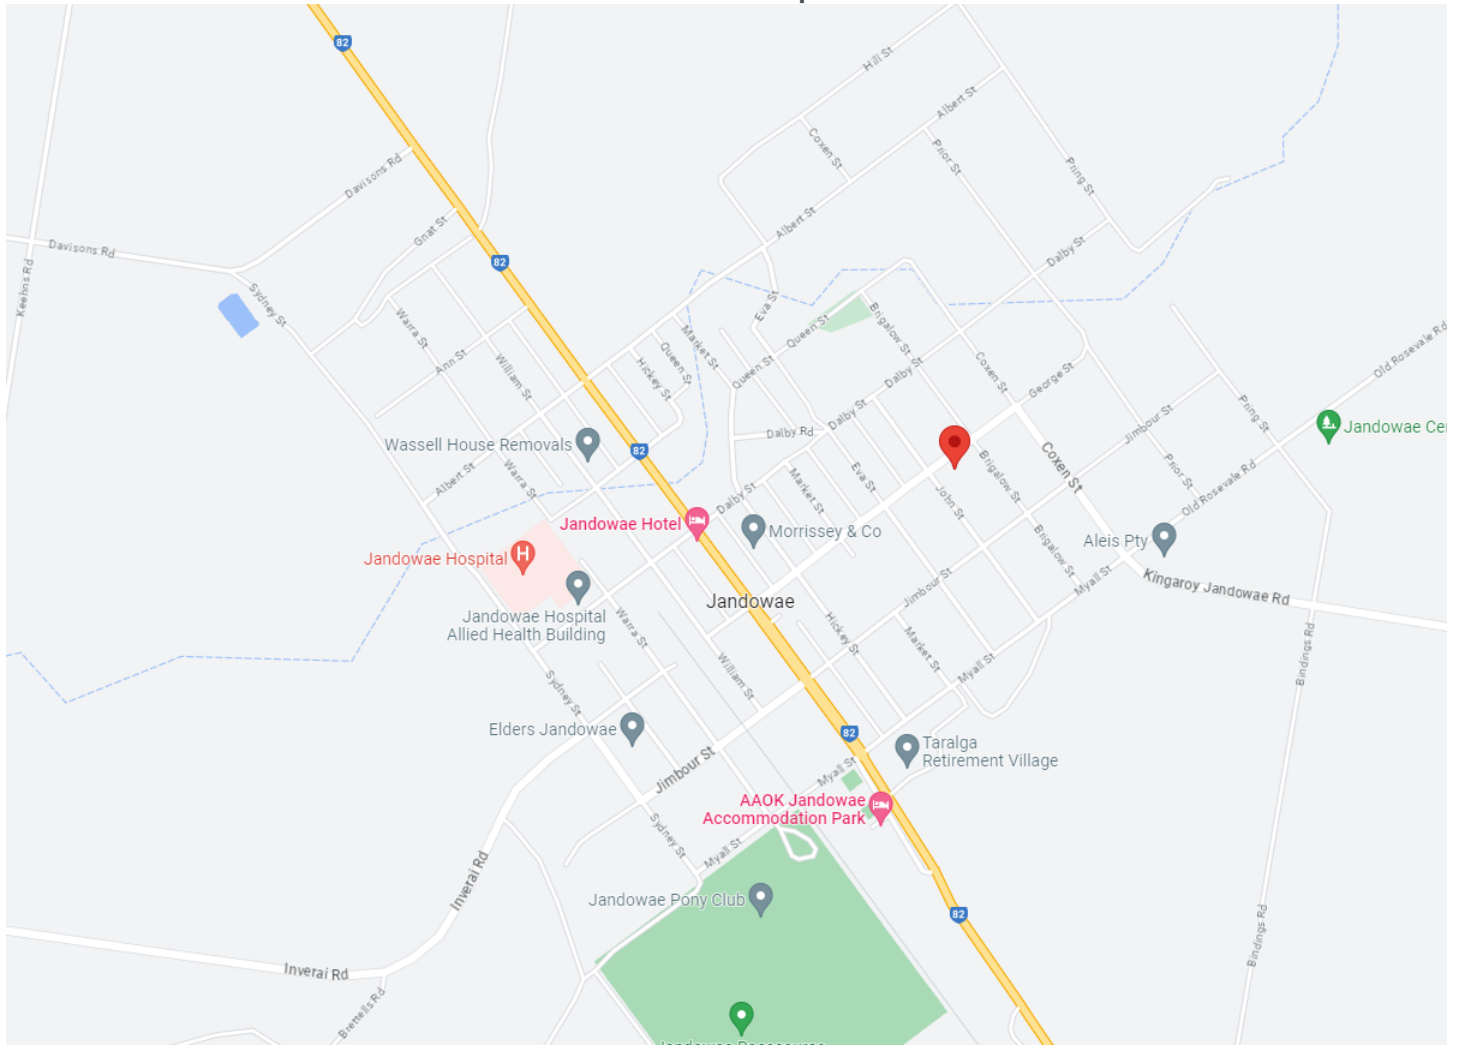 82
Hill St
Albert St
Coxen St
Prior St
Davisons Rd
Pring St
Albert St
Gnat St
Davisons Rd
Dalby St
82
Keehns Rd
Sydney St
Eva St
Queen St
Brigalow St
Warra St
Market St
Old Rosevale Rd
Ann St
William St
Queen St
Hickey St
Queen St
Dalby St
Coxen St
George St
Dalby St
Pring St
Jimbour St
Jandowae Cer
Dalby Rd
Wassell House Removals
82
Albert St
Warra St
Eva St
Brigalow St
Coxen St
Prior St
Old Rosevale Rd
Market St
John St
Dalby St
Jandowae Hotel
Morrissey & Co
Aleis Pty
Brigalow St
Jandowae Hospital
H
Myall St
Kingaroy Jandowae Rd
Jimbour St
Jandowae
Jandowae Hospital
Allied Health Building
Warra St
Hickey St
Market St
Bindings Rd
Myall St
William St
Sydney St
Elders Jandowae
82
Taralga
Retirement Village
Jimbour St
Myall St
AAOK Jandowae
Accommodation Park
Sydney St
Myall St
Inverai Rd
Jandowae Pony Club
82
Bindings Rd
Inverai Rd
Brettells Rd
Jandowae Racecourse